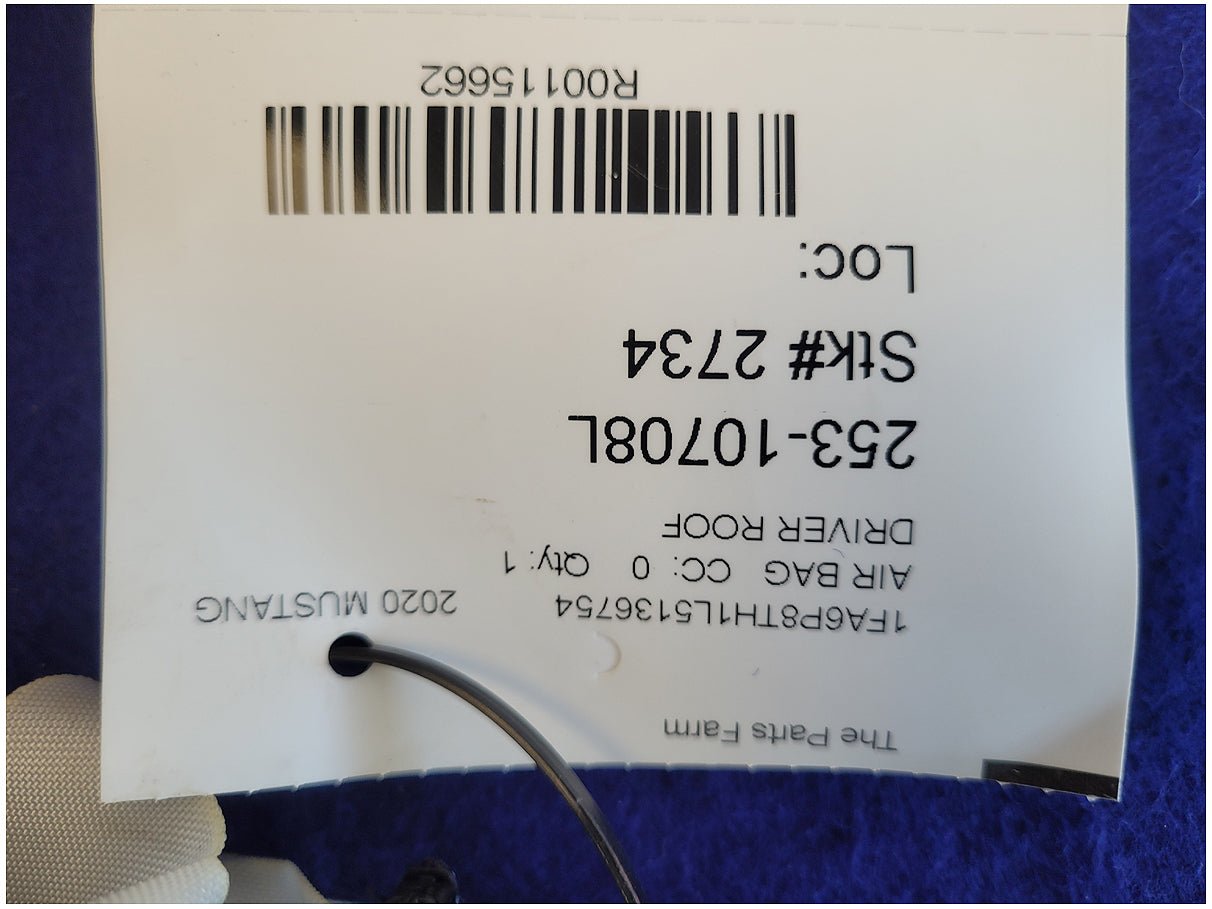 The Parts Farm
1FA6P8TH1L5136754 2020 MUSTANG
AIR BAG CC: 0 Qty: 1
DRIVER ROOF
253-10708L
Stk# 2734
Loc:
R00115662